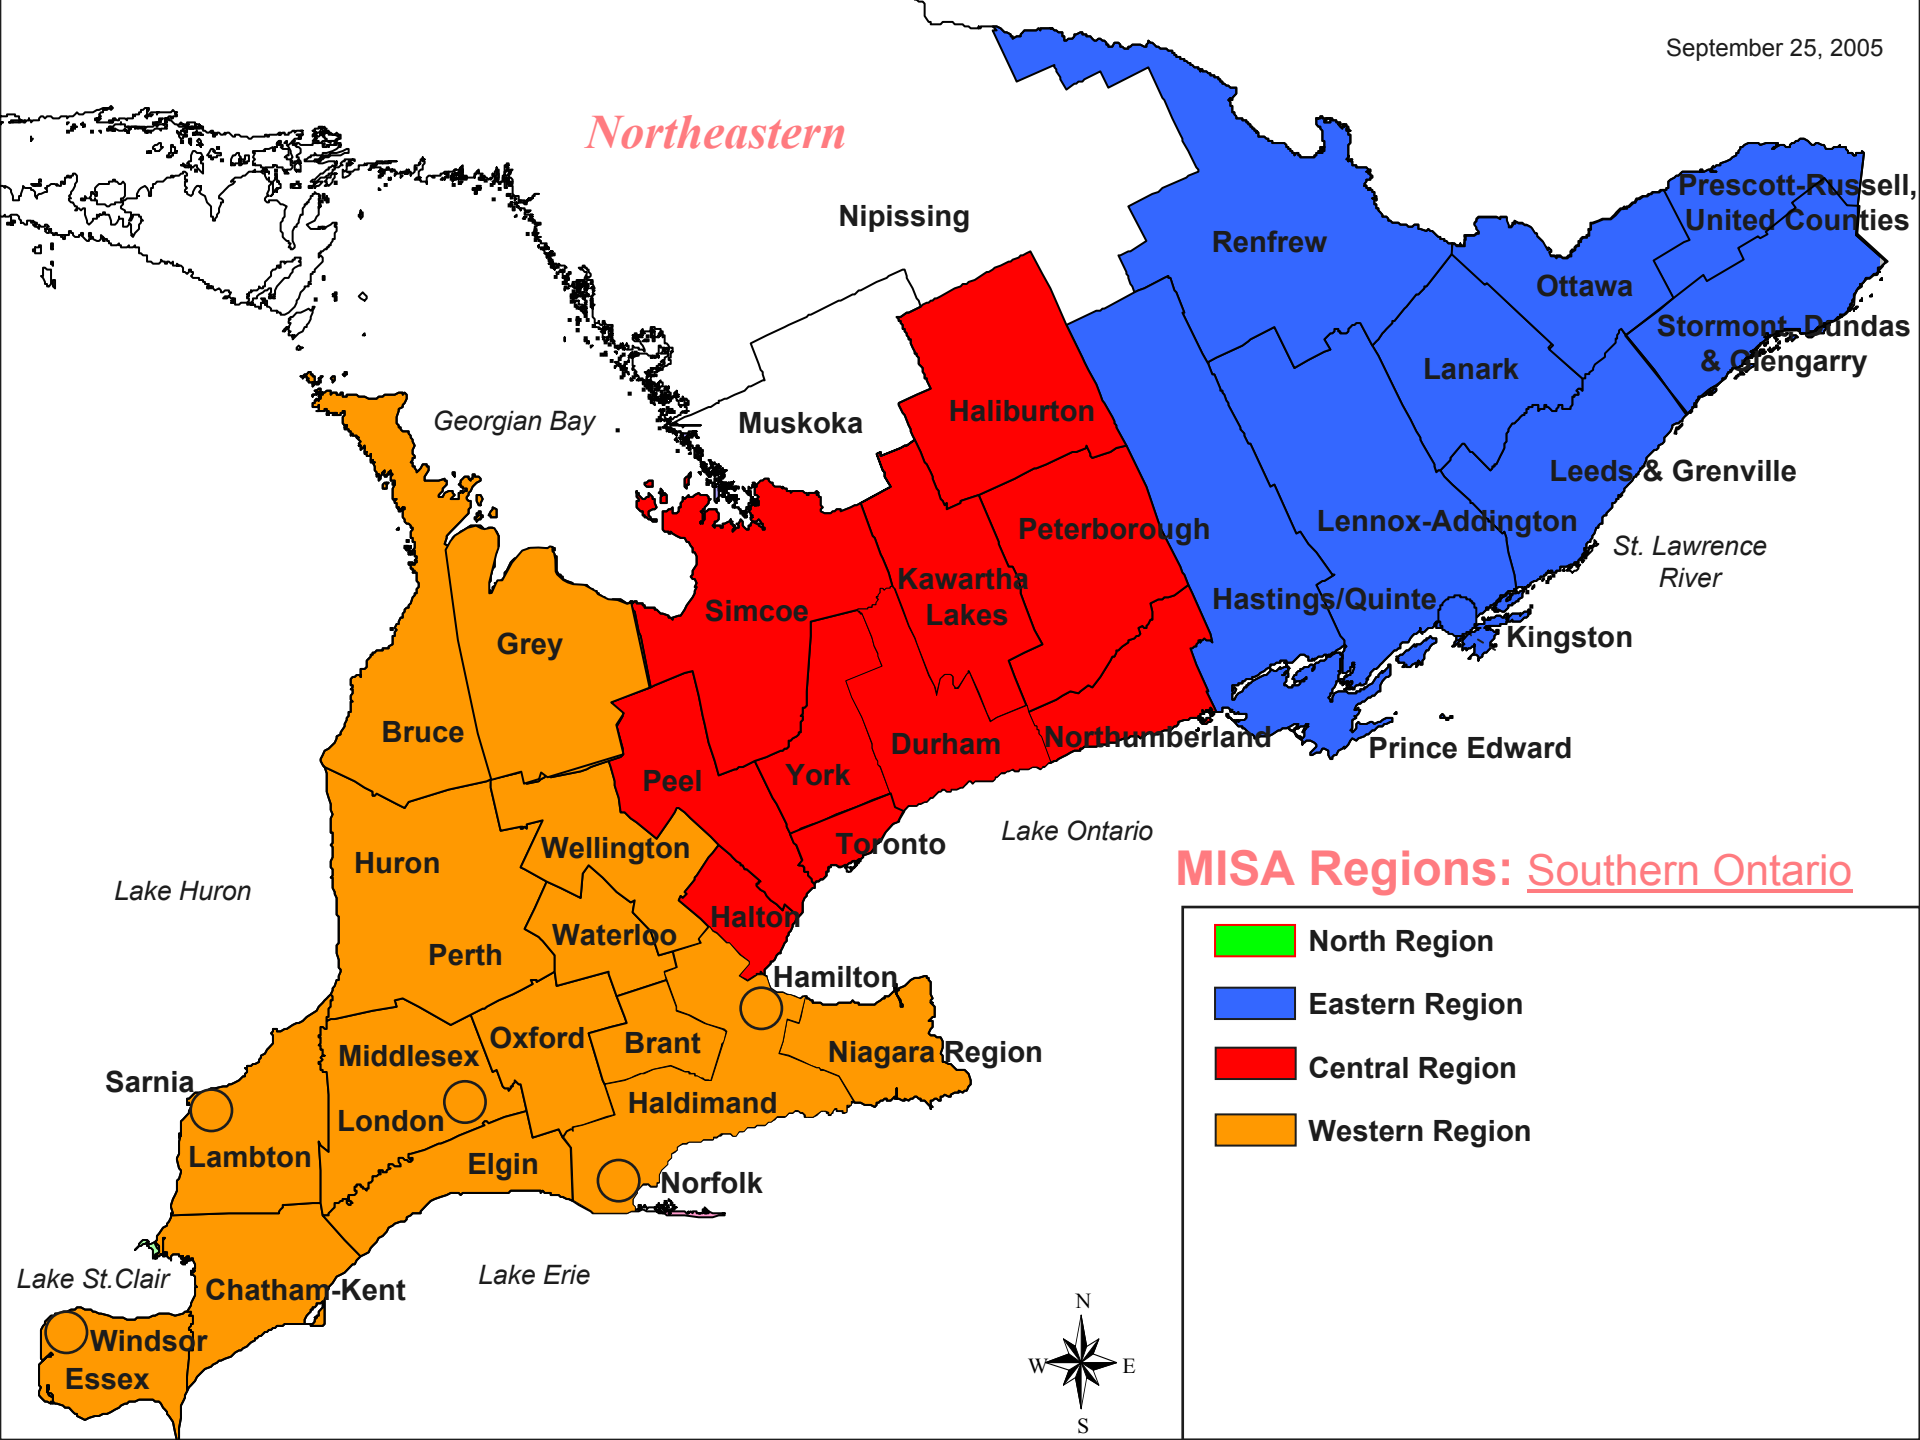 September 25, 2005
Northeastern
Nipissing
Prescott-Russell,
United Counties
Renfrew
Ottawa
Stormont, Dundas
& Glengarry
Lanark
Haliburton
Georgian Bay
Muskoka
Leeds & Grenville
Lennox-Addington
Peterborough
St. Lawrence
River
Kawartha
Lakes
Simcoe
Hastings/Quinte
Kingston
Grey
Bruce
Durham
Northumberland
Prince Edward
Peel
York
Lake Ontario
Toronto
Wellington
Huron
Lake Huron
MISA Regions: Southern Ontario
Halton
Waterloo
Perth
North Region
Hamilton
Eastern Region
Oxford
Brant
Middlesex
Niagara Region
Central Region
Sarnia
Haldimand
London
Western Region
Lambton
Elgin
Norfolk
Lake St.Clair
Lake Erie
Chatham-Kent
Windsor
Essex
N
W
E
S